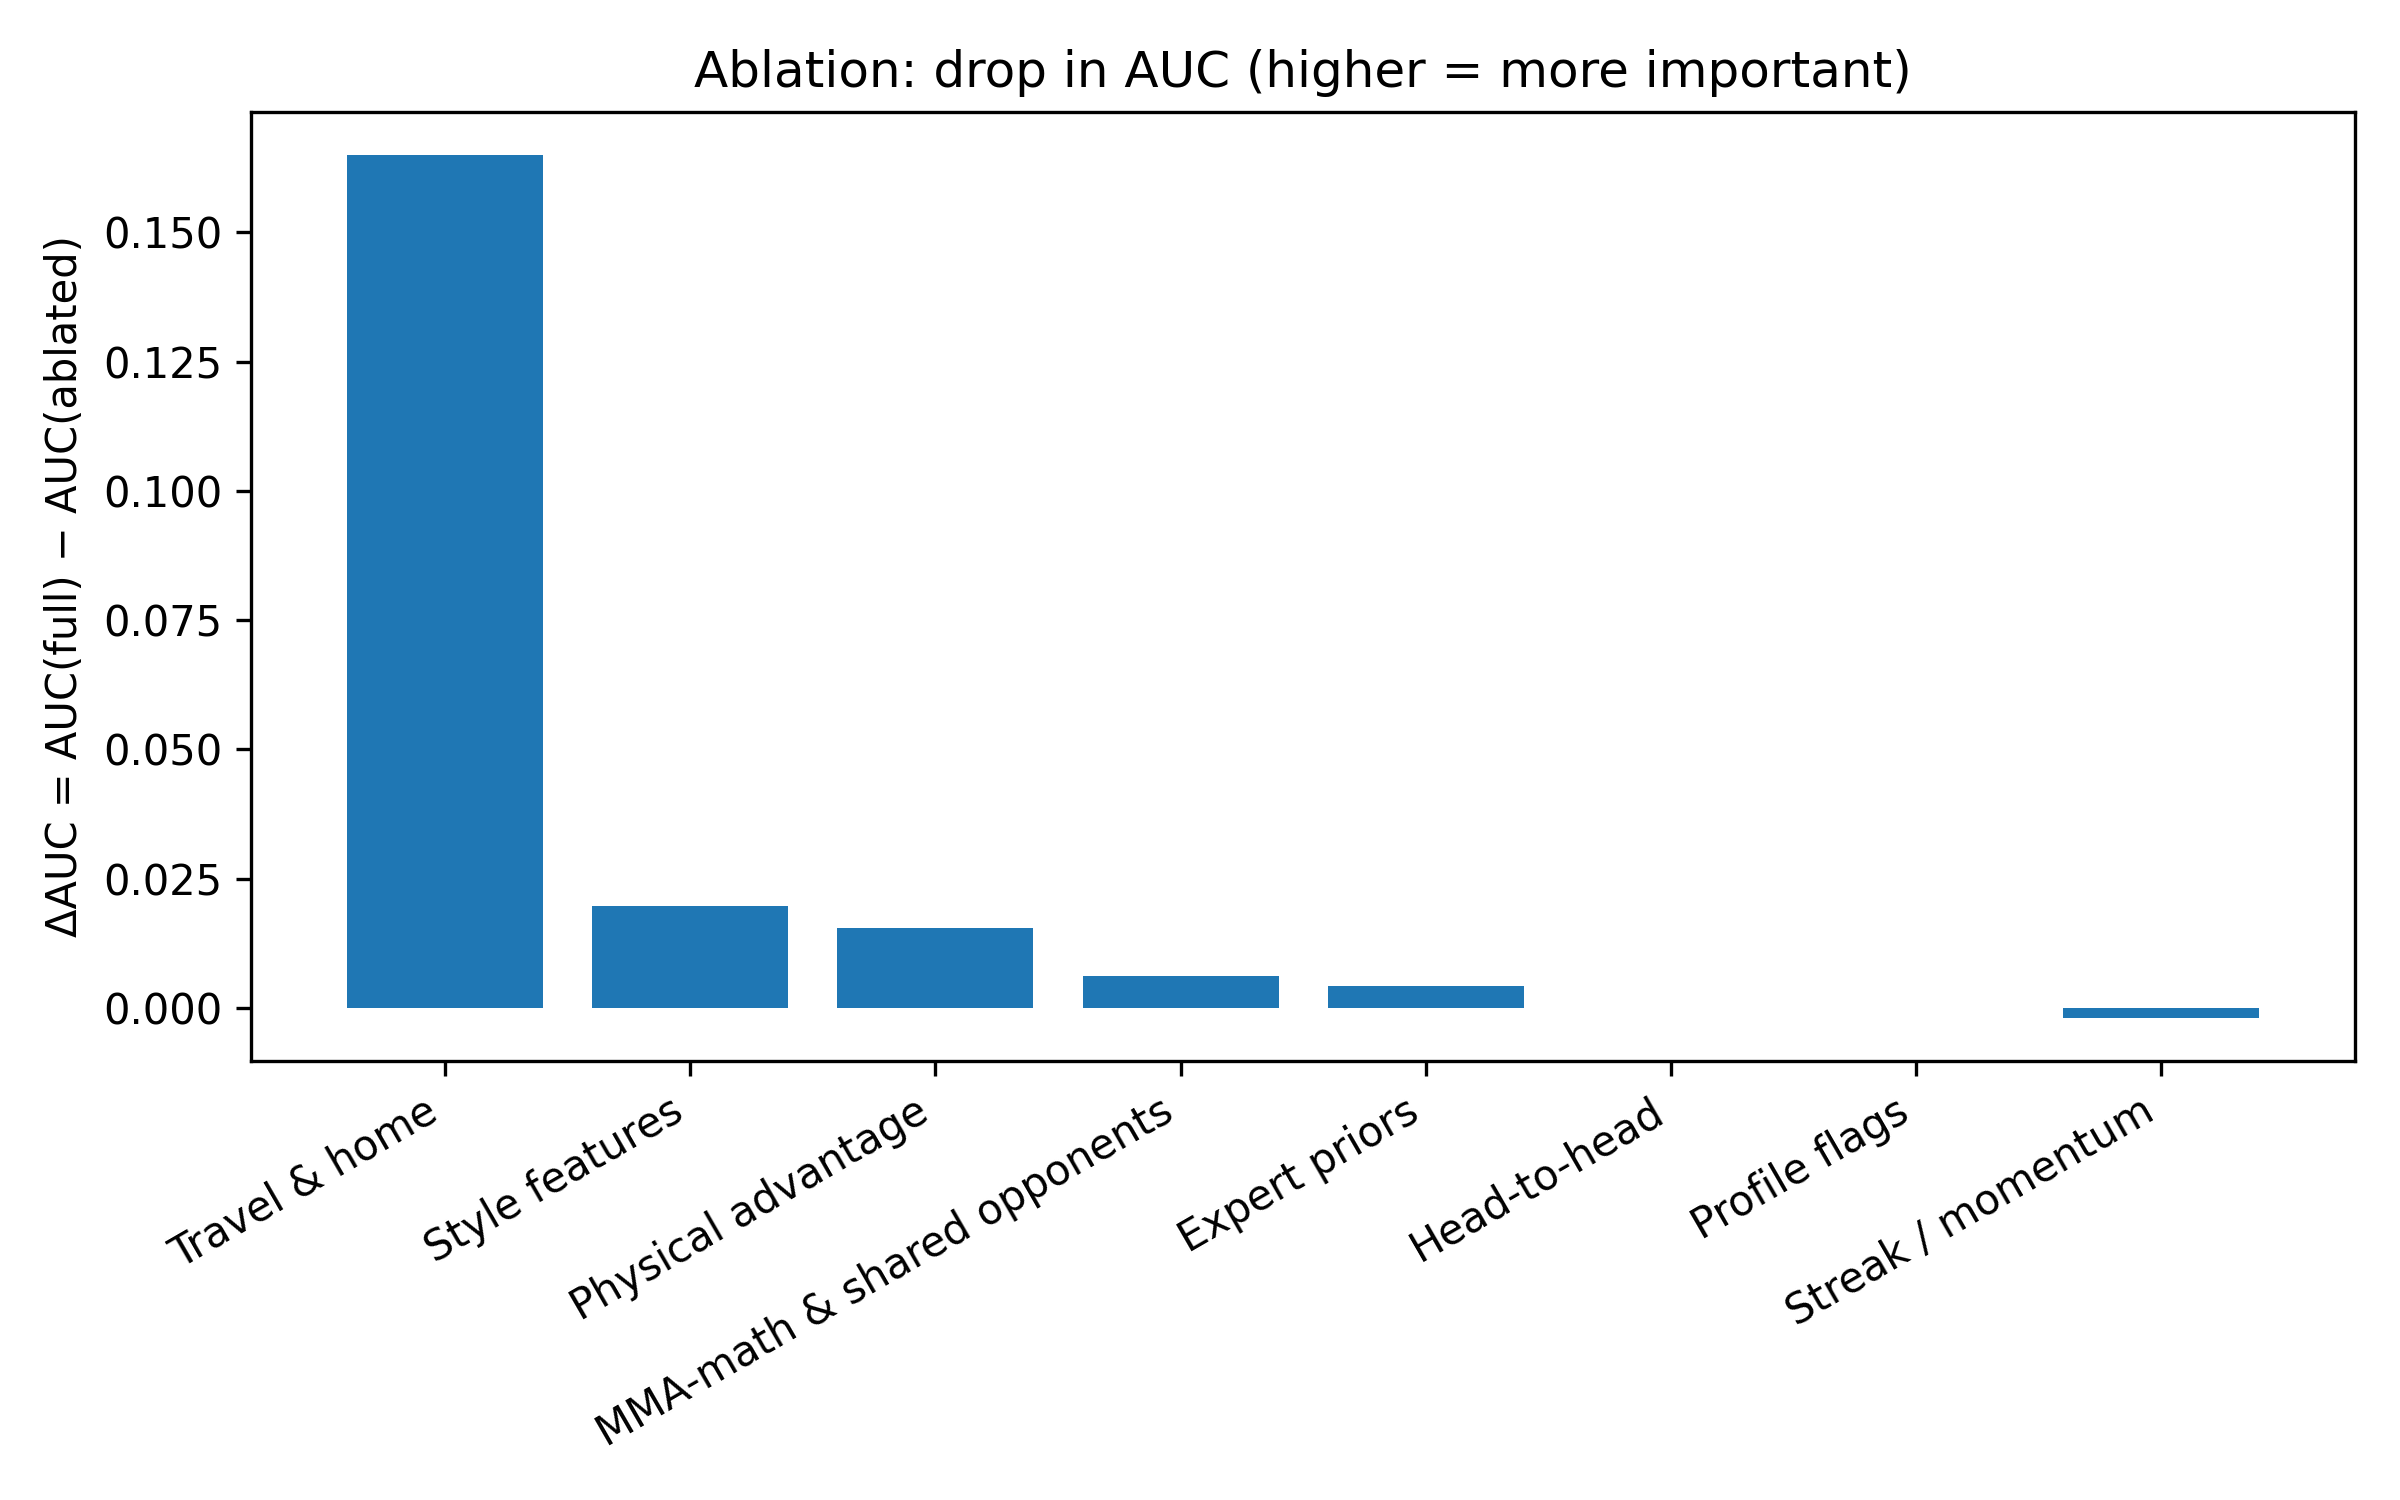 Ablation: drop in AUC (higher = more important)
ΔAUC = AUC(full) − AUC(ablated)
0.150
0.125
0.100
0.075
0.050
0.025
0.000
Travel & home
Style features
Physical advantage
MMA-math & shared opponents
Expert priors
Head-to-head
Profile flags
Streak / momentum